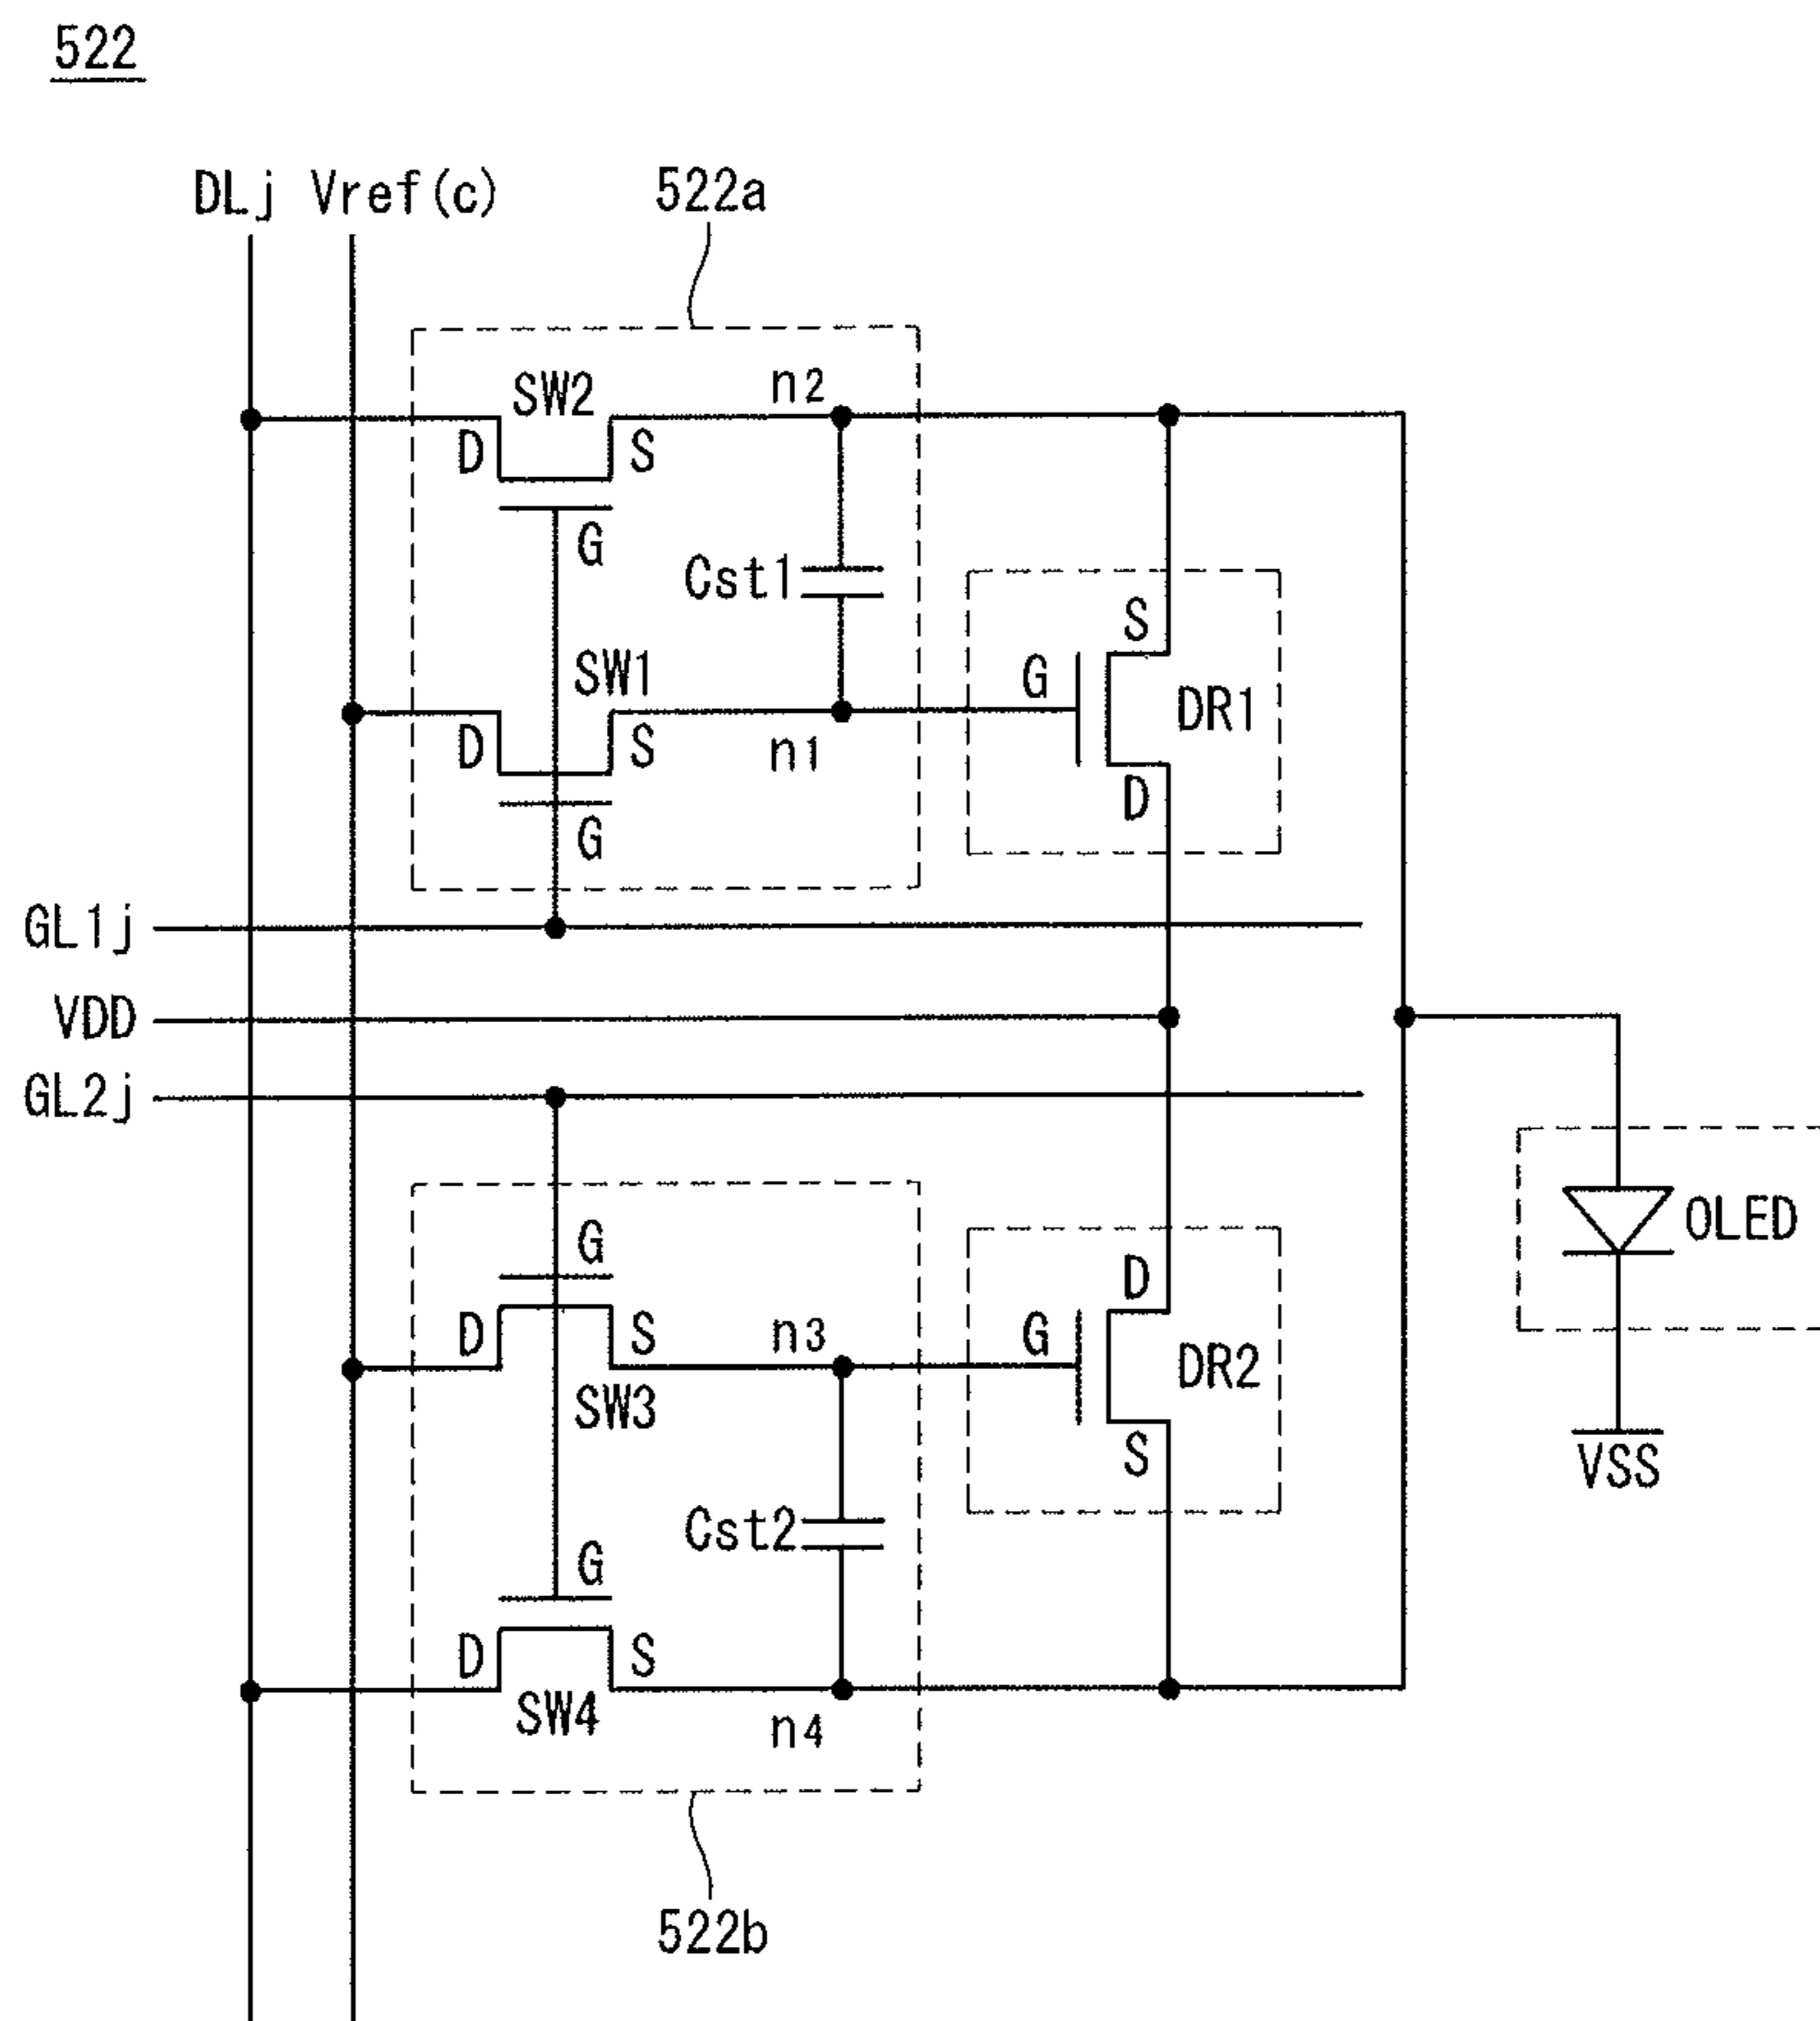 522
DLj Vref(c)
522a
SW2
n2
D
S
G
Cst1
S
SW1
G
DR1
D
S
n1
D
G
GL1j
VDD
GL2j
G
D
OLED
D
S
n3
G
DR2
SW3
S
VSS
Cst2
G
D
S
SW4
n4
522b